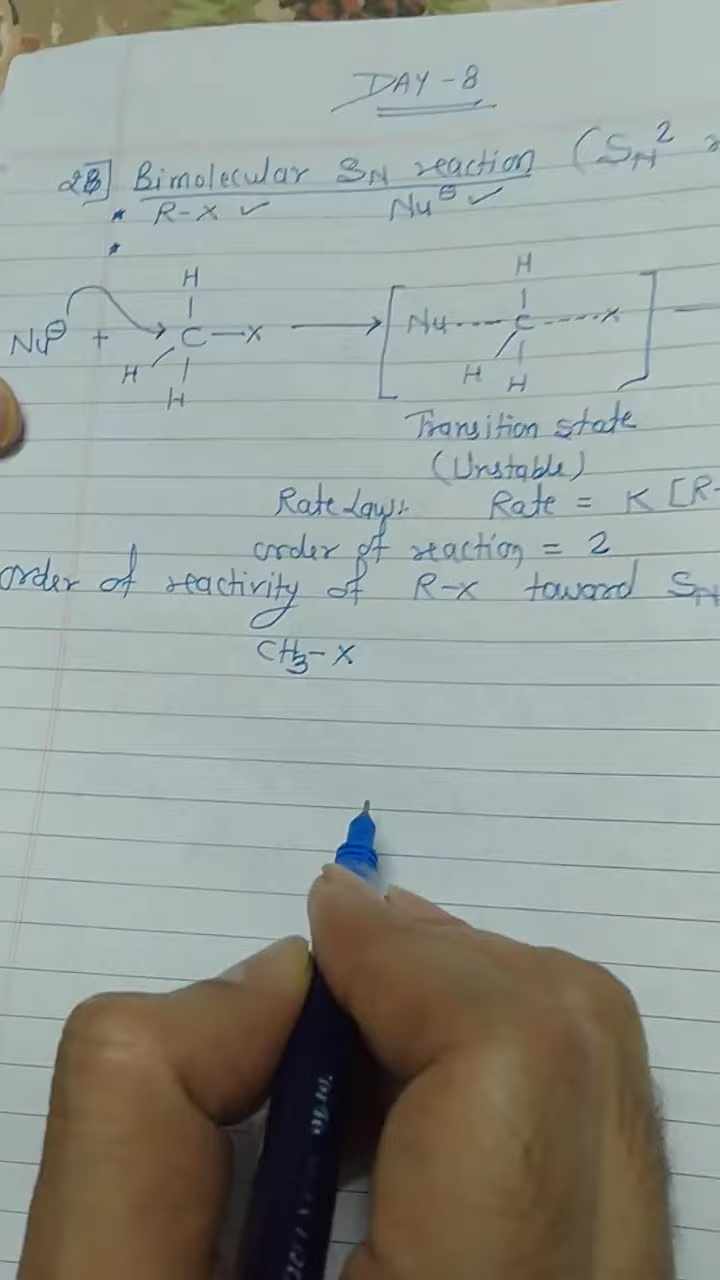 DAY - 8
2B] Bimolecular SN reaction (SN2
* R-X ✓ Nu⊖ ✓
*
H H
Nu⊖ + C—X → [ Nu----C----X ]
H H
H H
Transition state
(Unstable)
Rate Law:- Rate = K [R-
order of reaction = 2
order of reactivity of R-X toward SN
CH3-X